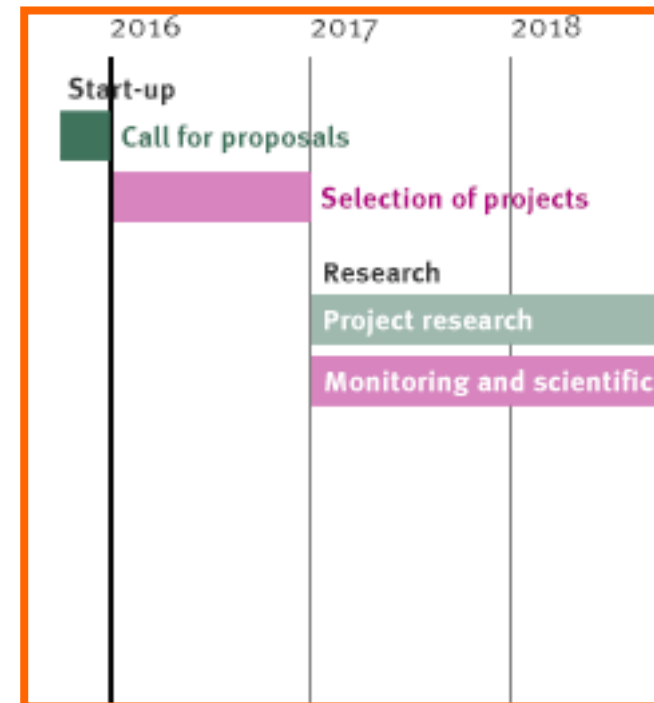 2016 2017 2018
Start-up
Call for proposals
Selection of projects
Research
Project research
Monitoring and scientific